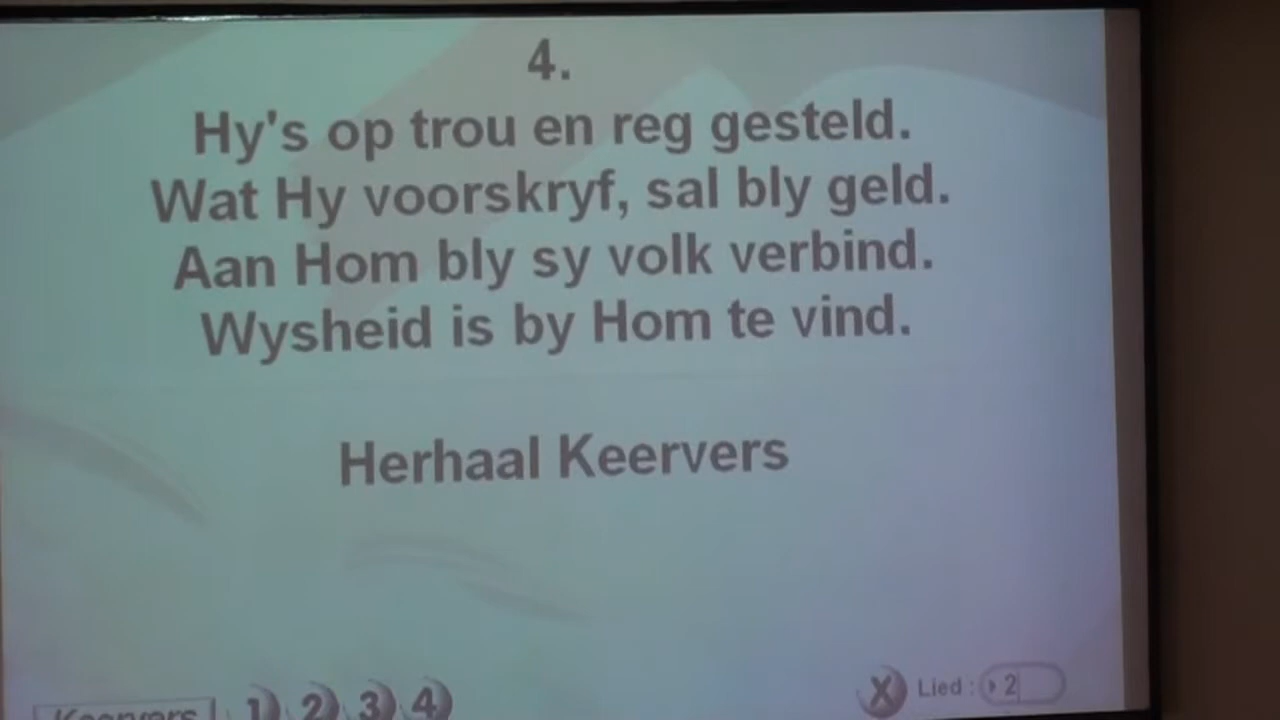 4.
Hy's op trou en reg gesteld.
Wat Hy voorskryf, sal bly geld.
Aan Hom bly sy volk verbind.
Wysheid is by Hom te vind.
Herhaal Keervers
Keervers 1 2 3 4
X Lied : 2